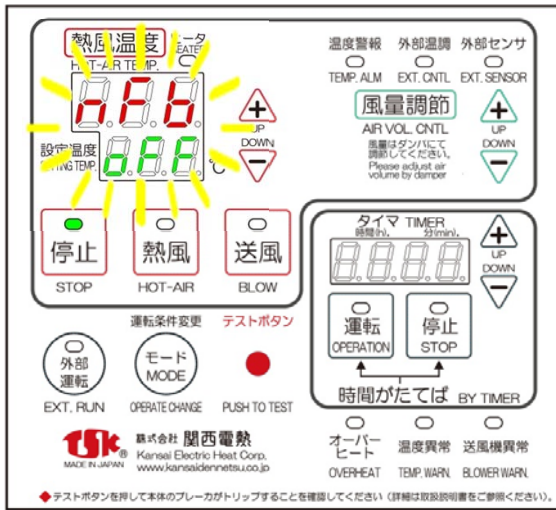 熱風温度 ヒータ
HOT-AIR TEMP. HEATER
nFb
設定温度
SETTING TEMP.
oFF
℃
+
UP
DOWN
−
温度警報 外部温調 外部センサ
TEMP. ALM EXT. CNTL EXT. SENSOR
風量調節
AIR VOL. CNTL
風量はダンパにて
調節してください。
Please adjust air
volume by damper
+
UP
DOWN
−
停止 熱風 送風
STOP HOT-AIR BLOW
タイマ TIMER
時間(h). 分(min).
8.8.8.8.
+
UP
DOWN
−
運転 停止
OPERATION STOP
時間がたてば BY TIMER
運転条件変更 テストボタン
外部
運転
モード
MODE
EXT. RUN OPERATE CHANGE PUSH TO TEST
TSK®
MADE IN JAPAN
株式会社 関西電熱
Kansai Electric Heat Corp.
www.kansaidennetsu.co.jp
オーバー
ヒート
温度異常 送風機異常
OVERHEAT TEMP. WARN. BLOWER WARN.
◆テストボタンを押して本体のブレーカがトリップすることを確認してください（詳細は取扱説明書をご参照ください）。